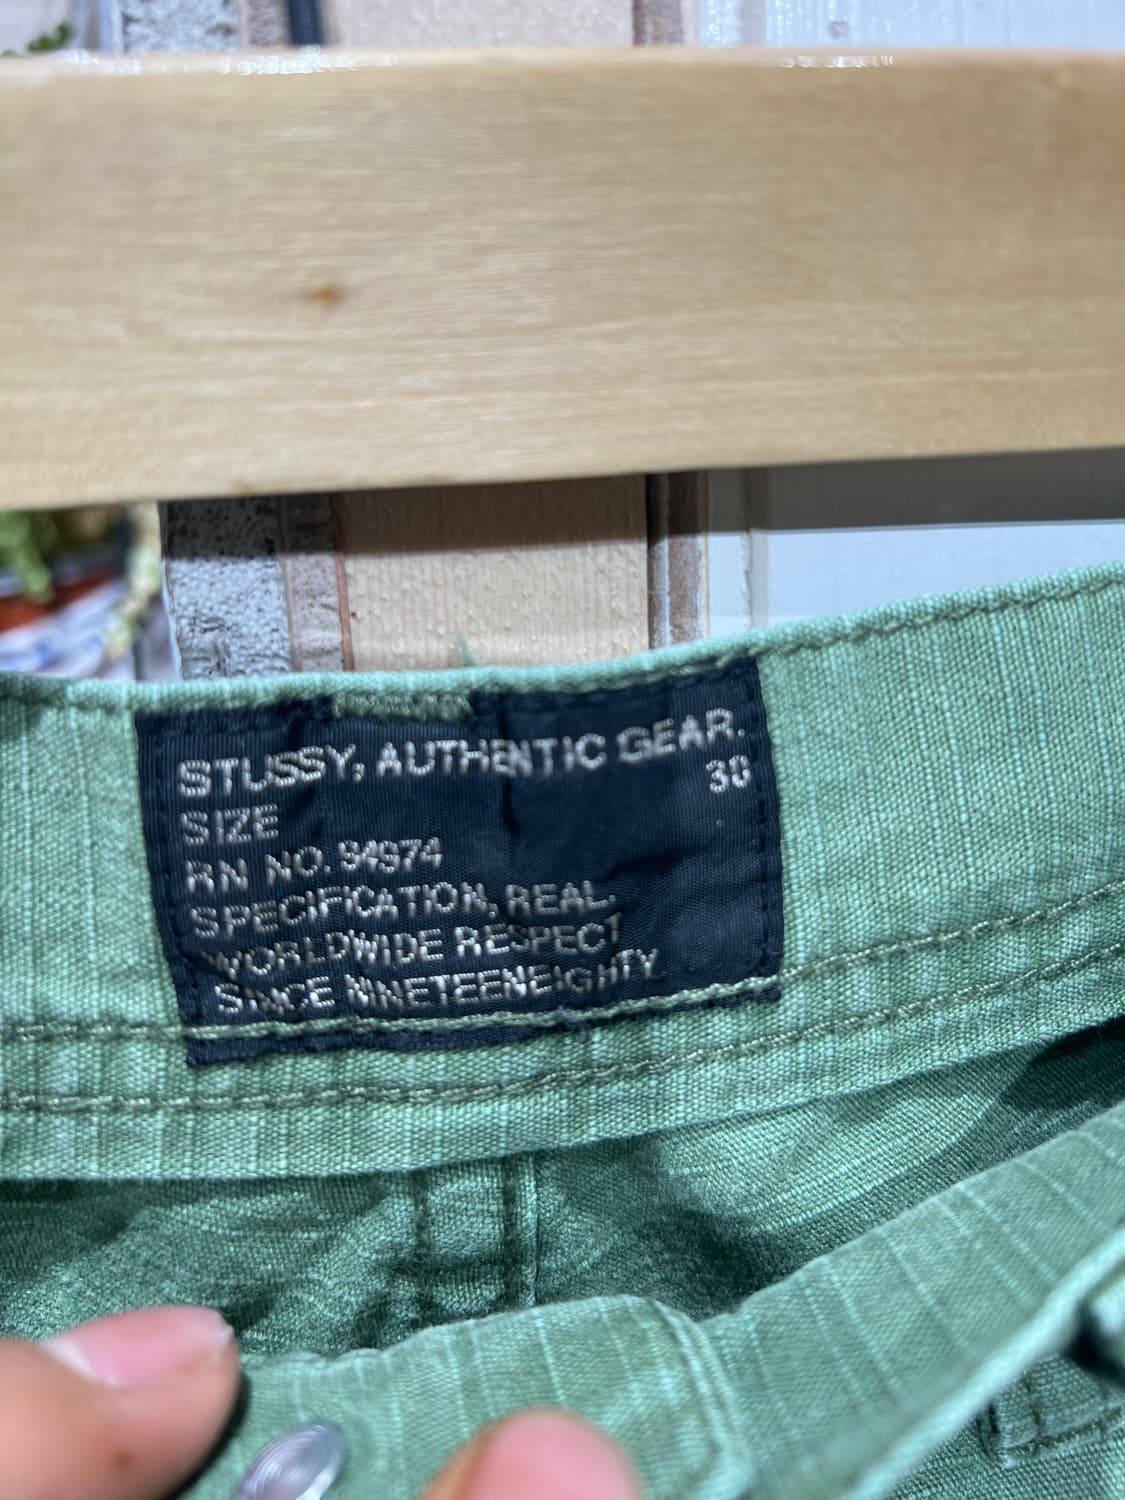 STUSSY, AUTHENTIC GEAR.
SIZE 30
RN NO. 94974
SPECIFICATION, REAL.
WORLDWIDE RESPECT
SINCE NINETEENEIGHTY